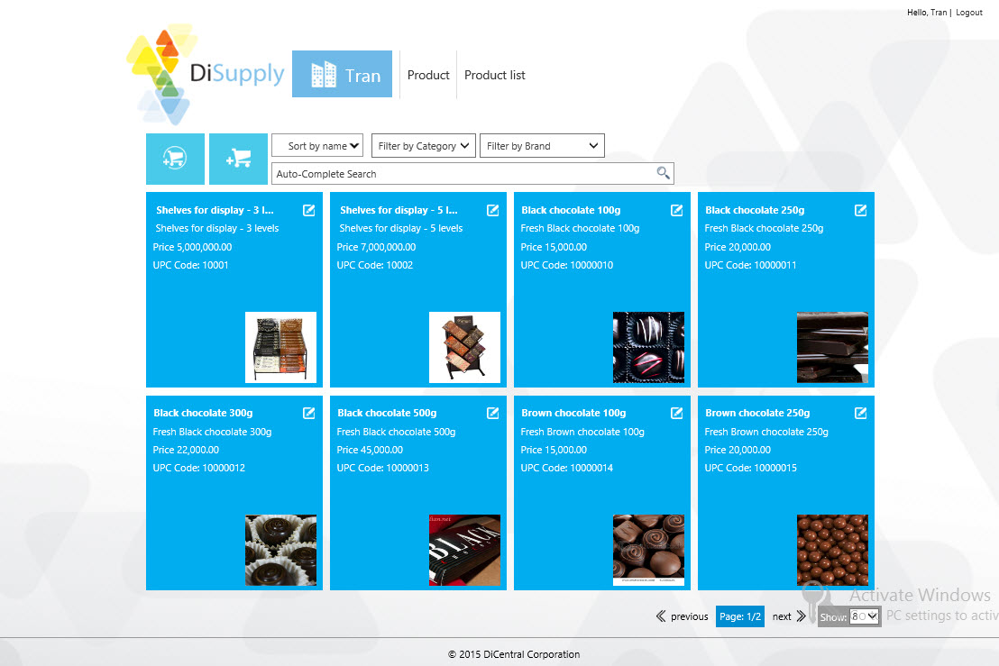 Hello, Tran | Logout
DiSupply
Tran
Product
Product list
Sort by name
Filter by Category
Filter by Brand
Auto-Complete Search
Shelves for display - 3 l...
Shelves for display - 3 levels
Price 5,000,000.00
UPC Code: 10001
Shelves for display - 5 l...
Shelves for display - 5 levels
Price 7,000,000.00
UPC Code: 10002
Black chocolate 100g
Fresh Black chocolate 100g
Price 15,000.00
UPC Code: 10000010
Black chocolate 250g
Fresh Black chocolate 250g
Price 20,000.00
UPC Code: 10000011
Black chocolate 300g
Fresh Black chocolate 300g
Price 22,000.00
UPC Code: 10000012
Black chocolate 500g
Fresh Black chocolate 500g
Price 45,000.00
UPC Code: 10000013
BLACK
Brown chocolate 100g
Fresh Brown chocolate 100g
Price 15,000.00
UPC Code: 10000014
Brown chocolate 250g
Fresh Brown chocolate 250g
Price 20,000.00
UPC Code: 10000015
Activate Windows
PC settings to activ
previous
Page: 1/2
next
Show: 8
© 2015 DiCentral Corporation